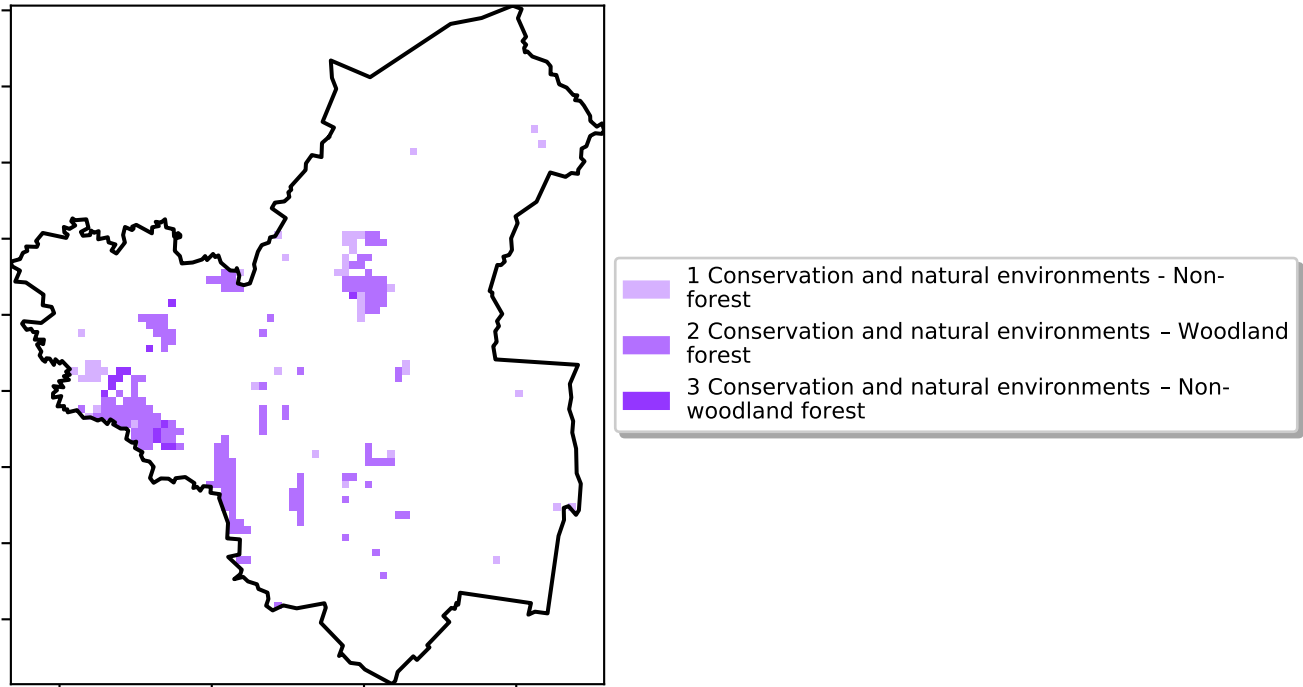 1 Conservation and natural environments - Non-
forest
2 Conservation and natural environments – Woodland
forest
3 Conservation and natural environments – Non-
woodland forest